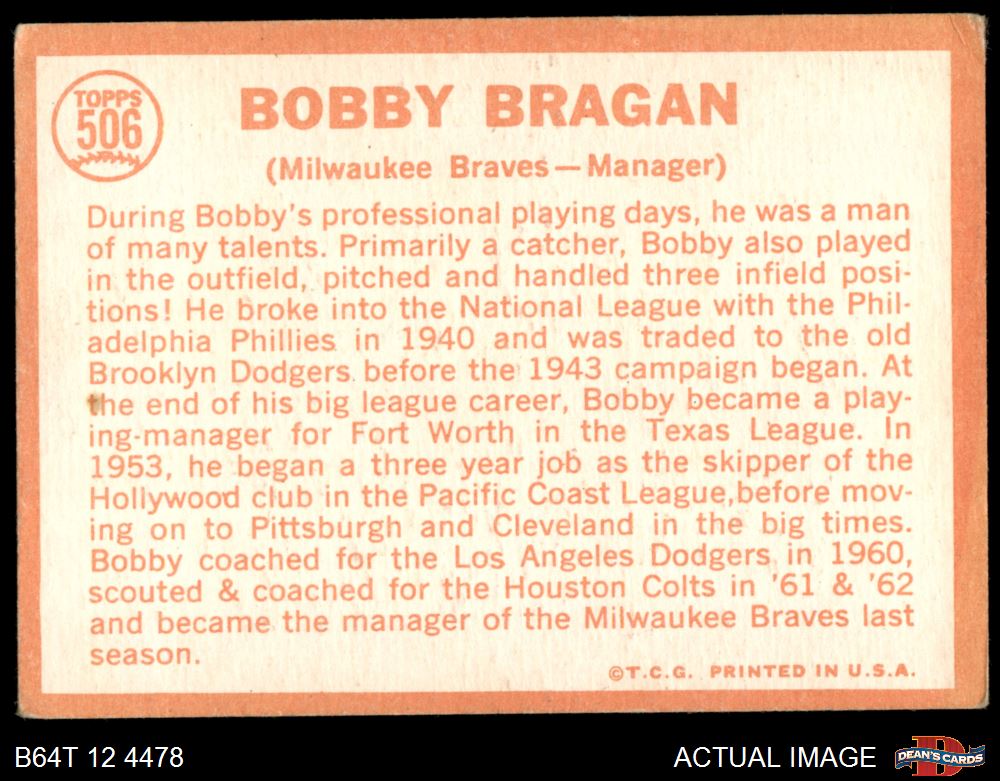 TOPPS
506
BOBBY BRAGAN
(Milwaukee Braves—Manager)
During Bobby's professional playing days, he was a man
of many talents. Primarily a catcher, Bobby also played
in the outfield, pitched and handled three infield posi-
tions! He broke into the National League with the Phil-
adelphia Phillies in 1940 and was traded to the old
Brooklyn Dodgers before the 1943 campaign began. At
the end of his big league career, Bobby became a play-
ing-manager for Fort Worth in the Texas League. In
1953, he began a three year job as the skipper of the
Hollywood club in the Pacific Coast League,before mov-
ing on to Pittsburgh and Cleveland in the big times.
Bobby coached for the Los Angeles Dodgers in 1960,
scouted & coached for the Houston Colts in '61 & '62
and became the manager of the Milwaukee Braves last
season.
©T.C.G. PRINTED IN U.S.A.
B64T 12 4478
ACTUAL IMAGE
D
DEAN'S CARDS